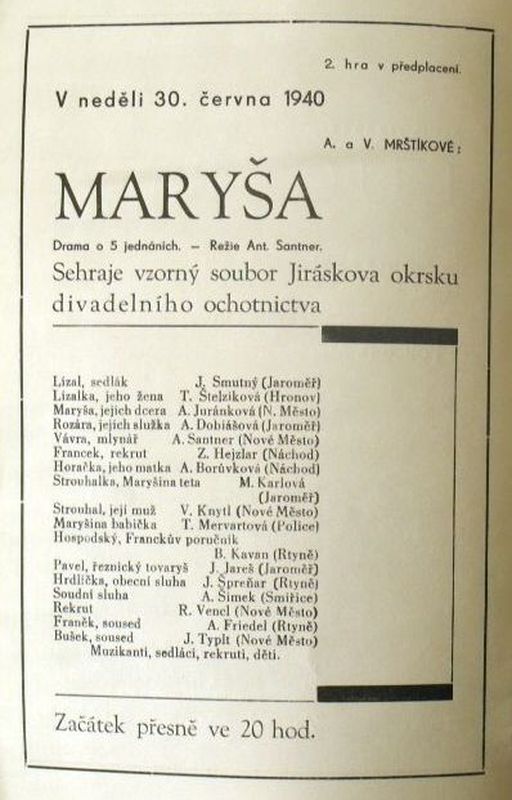 2. hra v předplacení.
V neděli 30. června 1940
A. a V. MRŠTÍKOVÉ:
MARYŠA
Drama o 5 jednáních. — Režie Ant. Santner.
Sehraje vzorný soubor Jiráskova okrsku
divadelního ochotnictva
Lízal, sedlák J. Smutný (Jaroměř)
Lízalka, jeho žena T. Štelziková (Hronov)
Maryša, jejich dcera A. Juránková (N. Město)
Rozára, jejich služka A. Dobiášová (Jaroměř)
Vávra, mlynář A. Santner (Nové Město)
Francek, rekrut Z. Hejzlar (Náchod)
Horačka, jeho matka A. Borůvková (Náchod)
Strouhalka, Maryšina teta M. Karlová
(Jaroměř)
Strouhal, její muž V. Knytl (Nové Město)
Maryšina babička T. Mervartová (Police)
Hospodský, Franckův poručník
B. Kavan (Rtyně)
Pavel, řeznický tovaryš J. Jareš (Jaroměř)
Hrdlička, obecní sluha J. Špreňar (Rtyně)
Soudní sluha A. Šimek (Smiřice)
Rekrut R. Vencl (Nové Město)
Franěk, soused A. Friedel (Rtyně)
Bušek, soused J. Typlt (Nové Město)
Muzikanti, sedláci, rekruti, děti.
Začátek přesně ve 20 hod.